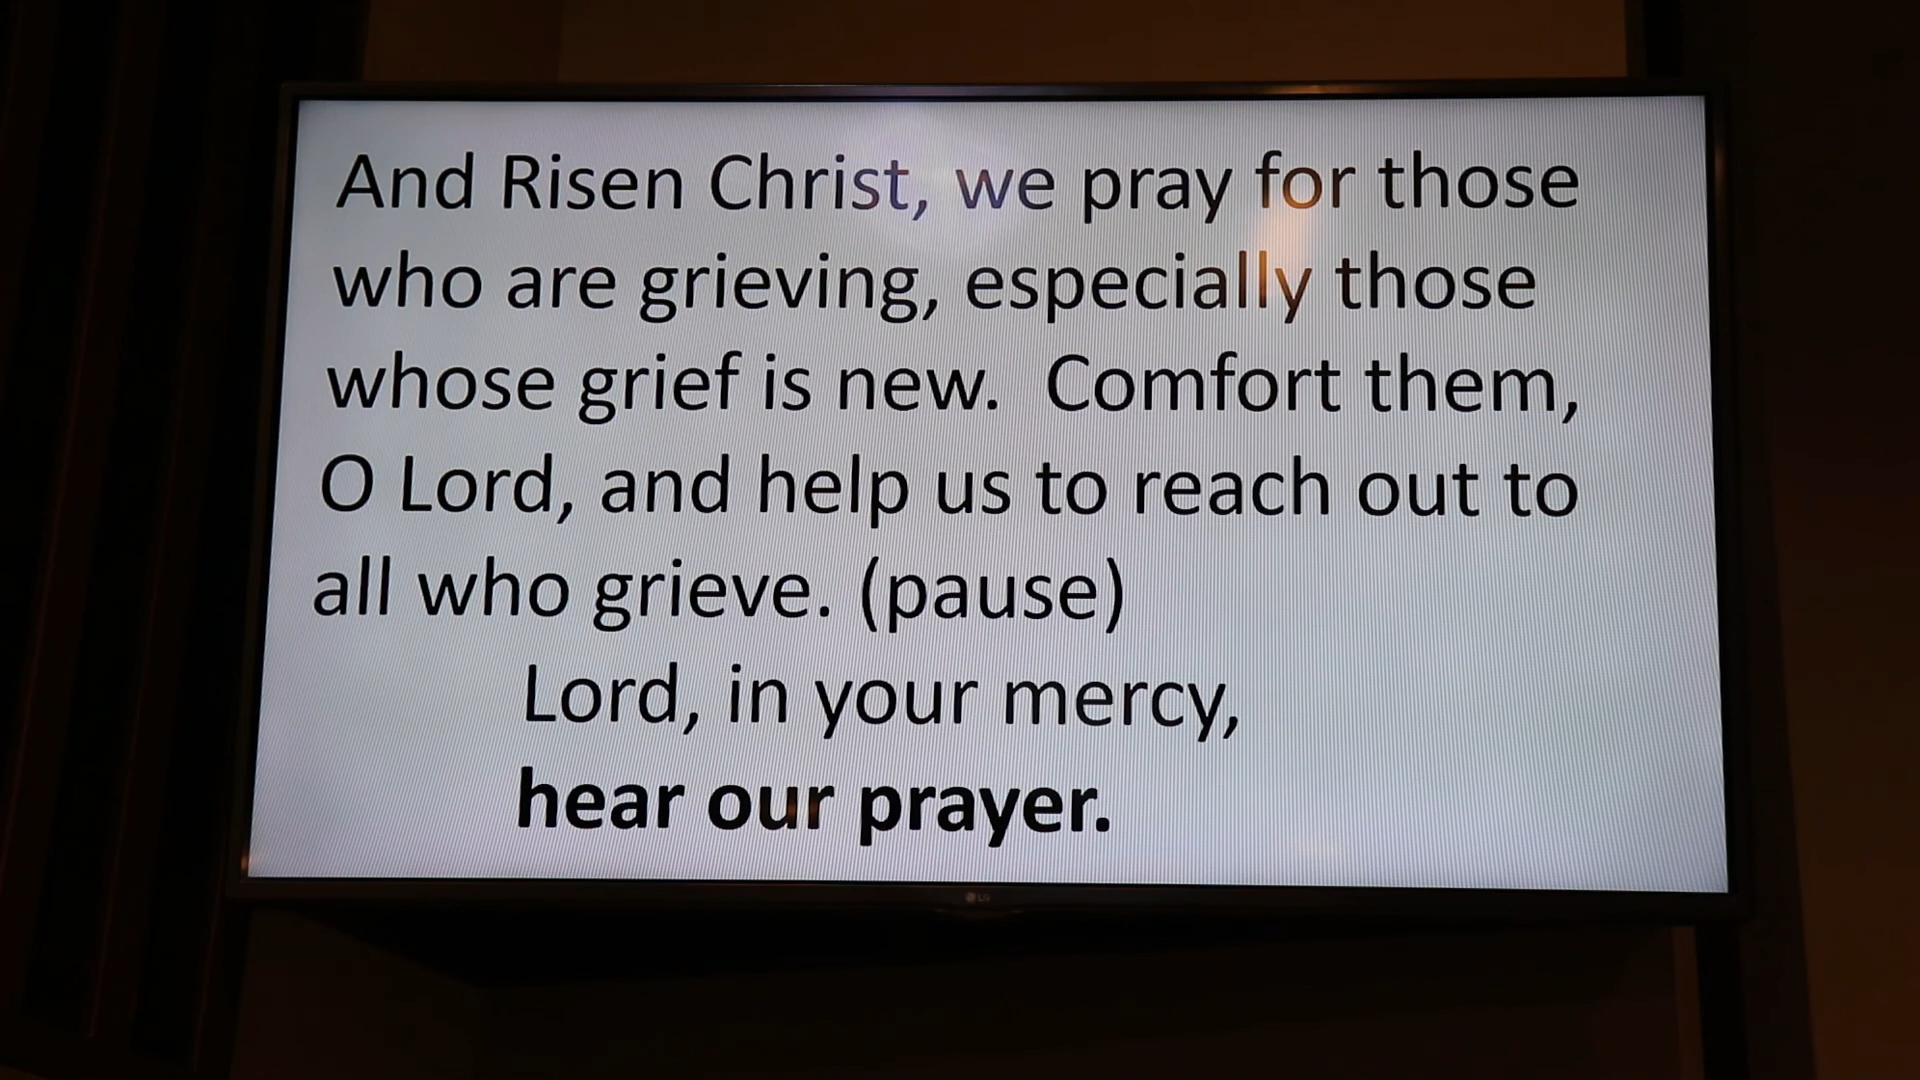 And Risen Christ, we pray for those
who are grieving, especially those
whose grief is new.  Comfort them,
O Lord, and help us to reach out to
all who grieve. (pause)
Lord, in your mercy,
hear our prayer.
LG